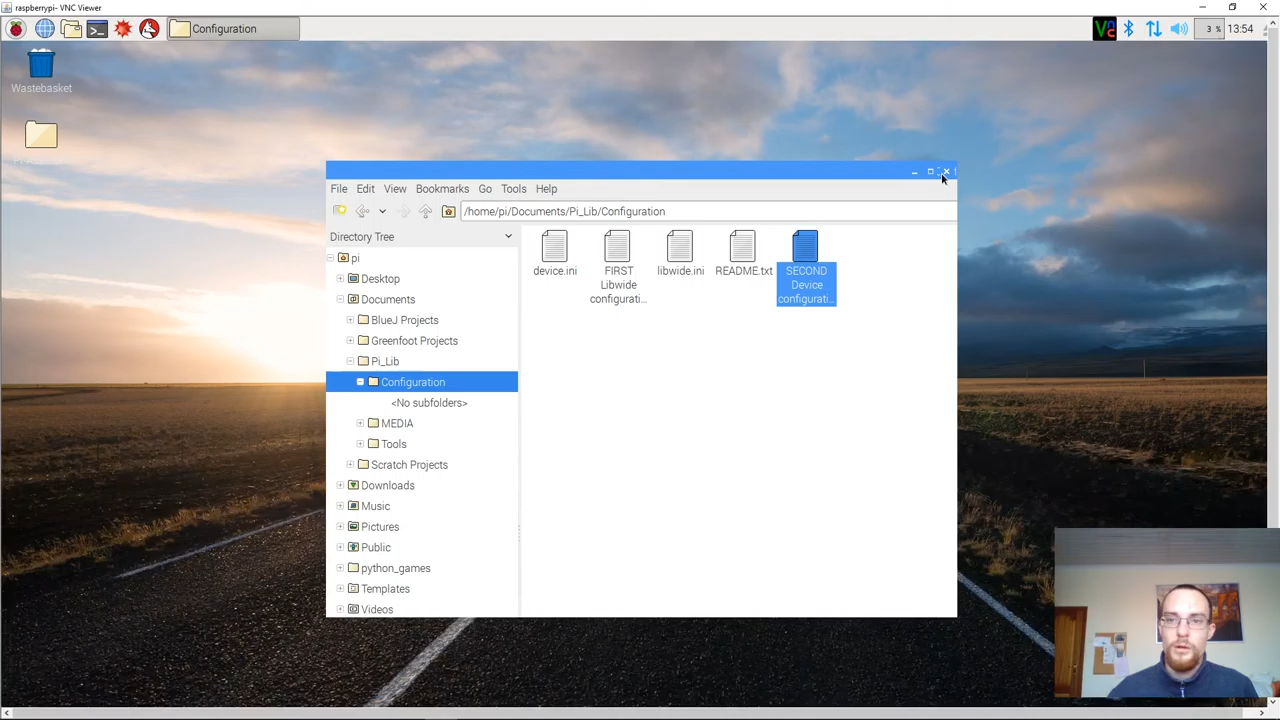 raspberrypi- VNC Viewer
Configuration
3 %
13:54
Wastebasket
File Edit View Bookmarks Go Tools Help
/home/pi/Documents/Pi_Lib/Configuration
Directory Tree
pi
Desktop
Documents
BlueJ Projects
Greenfoot Projects
Pi_Lib
Configuration
<No subfolders>
MEDIA
Tools
Scratch Projects
Downloads
Music
Pictures
Public
python_games
Templates
Videos
device.ini
FIRST
Libwide
configurati...
libwide.ini
README.txt
SECOND
Device
configurati...